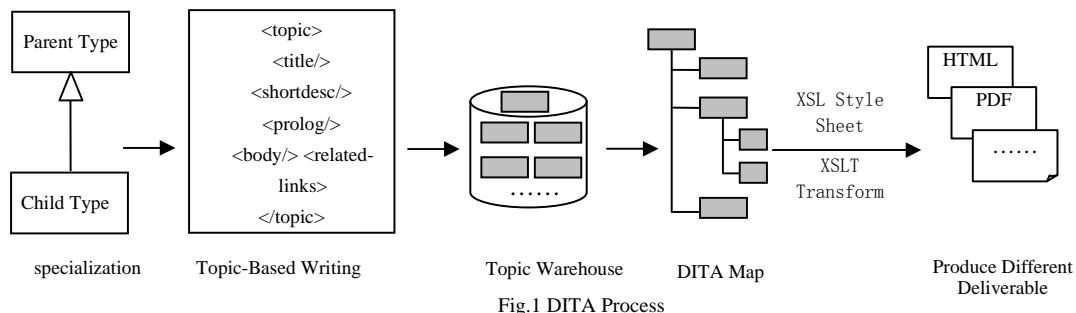 Parent Type
Child Type
specialization
<topic>
<title/>
<shortdesc/>
<prolog/>
<body/> <related-
links>
</topic>
Topic-Based Writing
......
Topic Warehouse
DITA Map
XSL Style
Sheet
XSLT
Transform
HTML
PDF
......
Produce Different
Deliverable
Fig.1 DITA Process